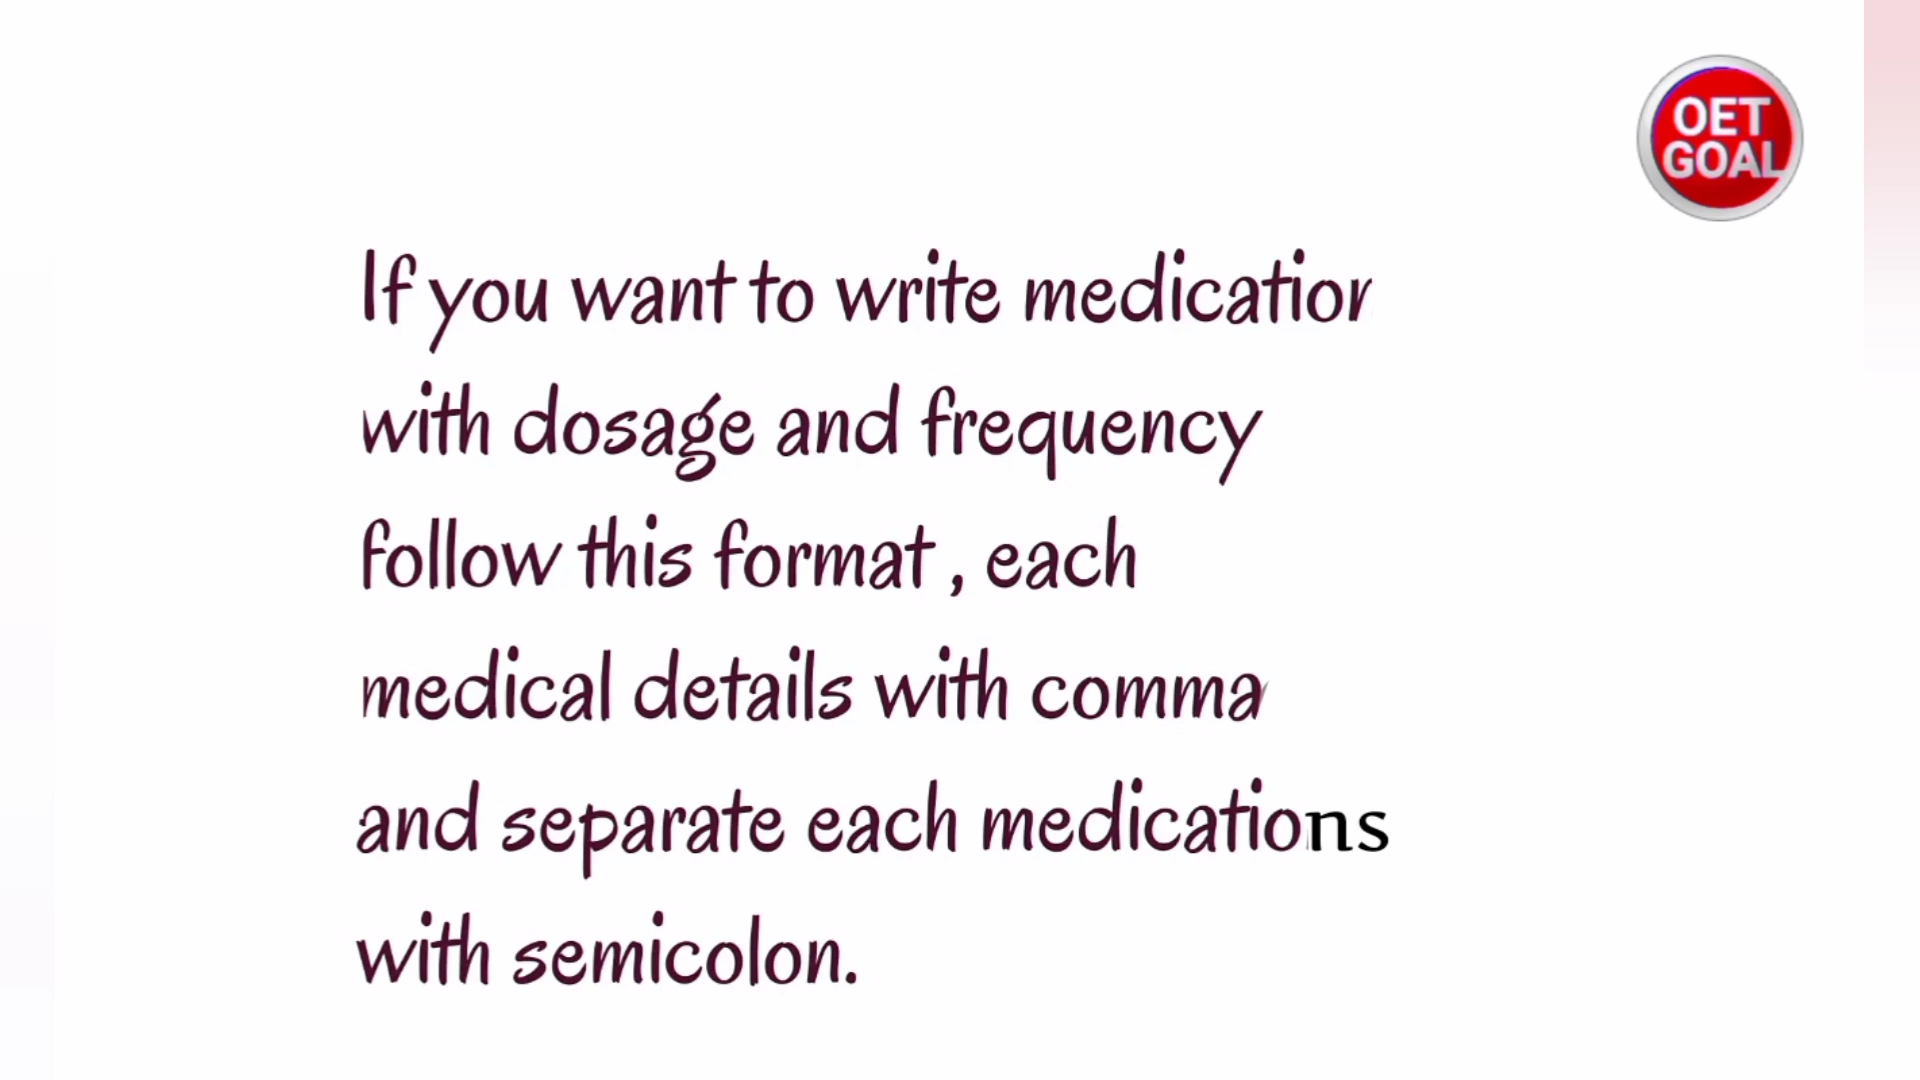 OET
GOAL
If you want to write medication
with dosage and frequency
follow this format , each
medical details with comma
and separate each medications
with semicolon.